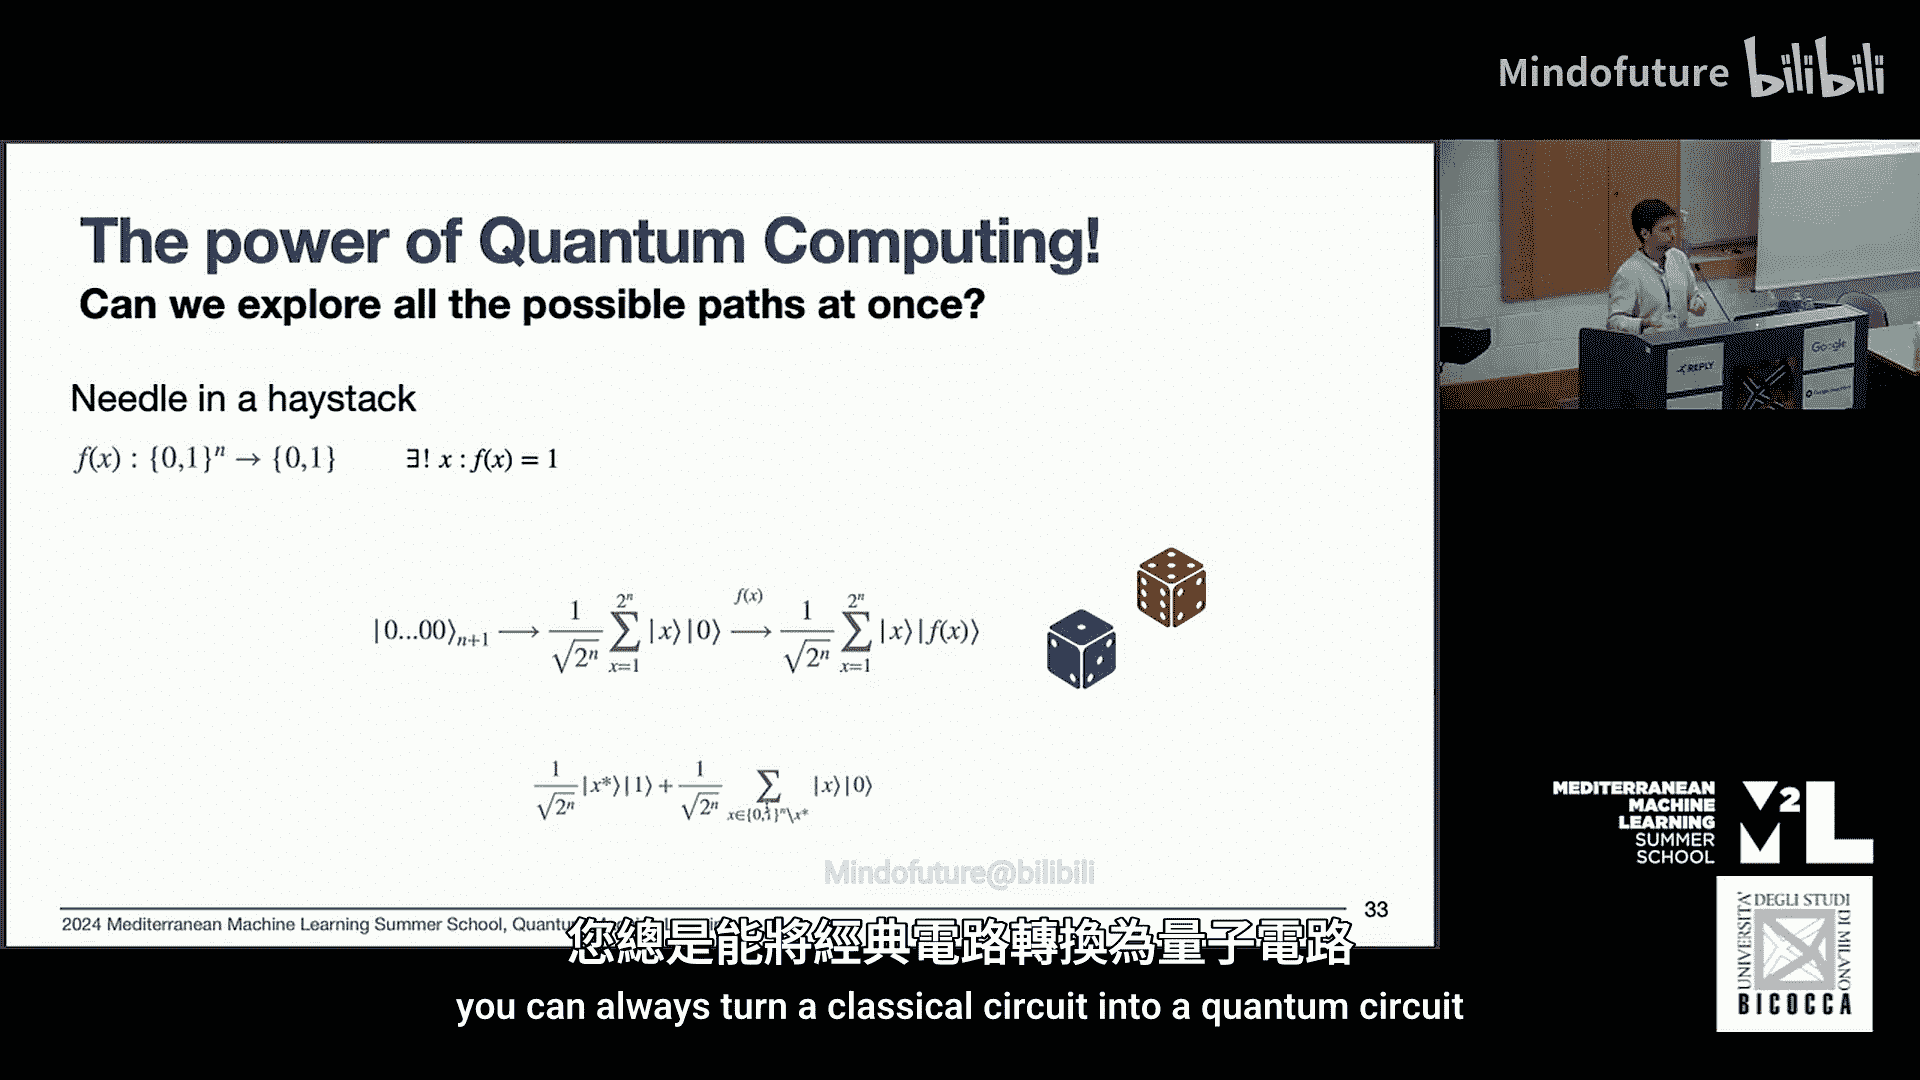 Mindofuture bilibili
The power of Quantum Computing!
Can we explore all the possible paths at once?
Needle in a haystack
f(x) : {0,1}ⁿ → {0,1} ∃! x : f(x) = 1
|0...00⟩ₙ₊₁ ⟶ 1/√2ⁿ ∑ₓ₌₁^2ⁿ |x⟩|0⟩ ⟶^f(x) 1/√2ⁿ ∑ₓ₌₁^2ⁿ |x⟩|f(x)⟩
1/√2ⁿ |x*⟩|1⟩ + 1/√2ⁿ ∑ x∈{0,1}ⁿ\x* |x⟩|0⟩
Mindofuture@bilibili
33
2024 Mediterranean Machine Learning Summer School,
您總是能將經典電路轉換為量子電路
you can always turn a classical circuit into a quantum circuit
REPLY
Google
MEDITERRANEAN
MACHINE
LEARNING
SUMMER
SCHOOL
M2L
UNIVERSITÀ
DEGLI STUDI
DI MILANO
BICOCCA